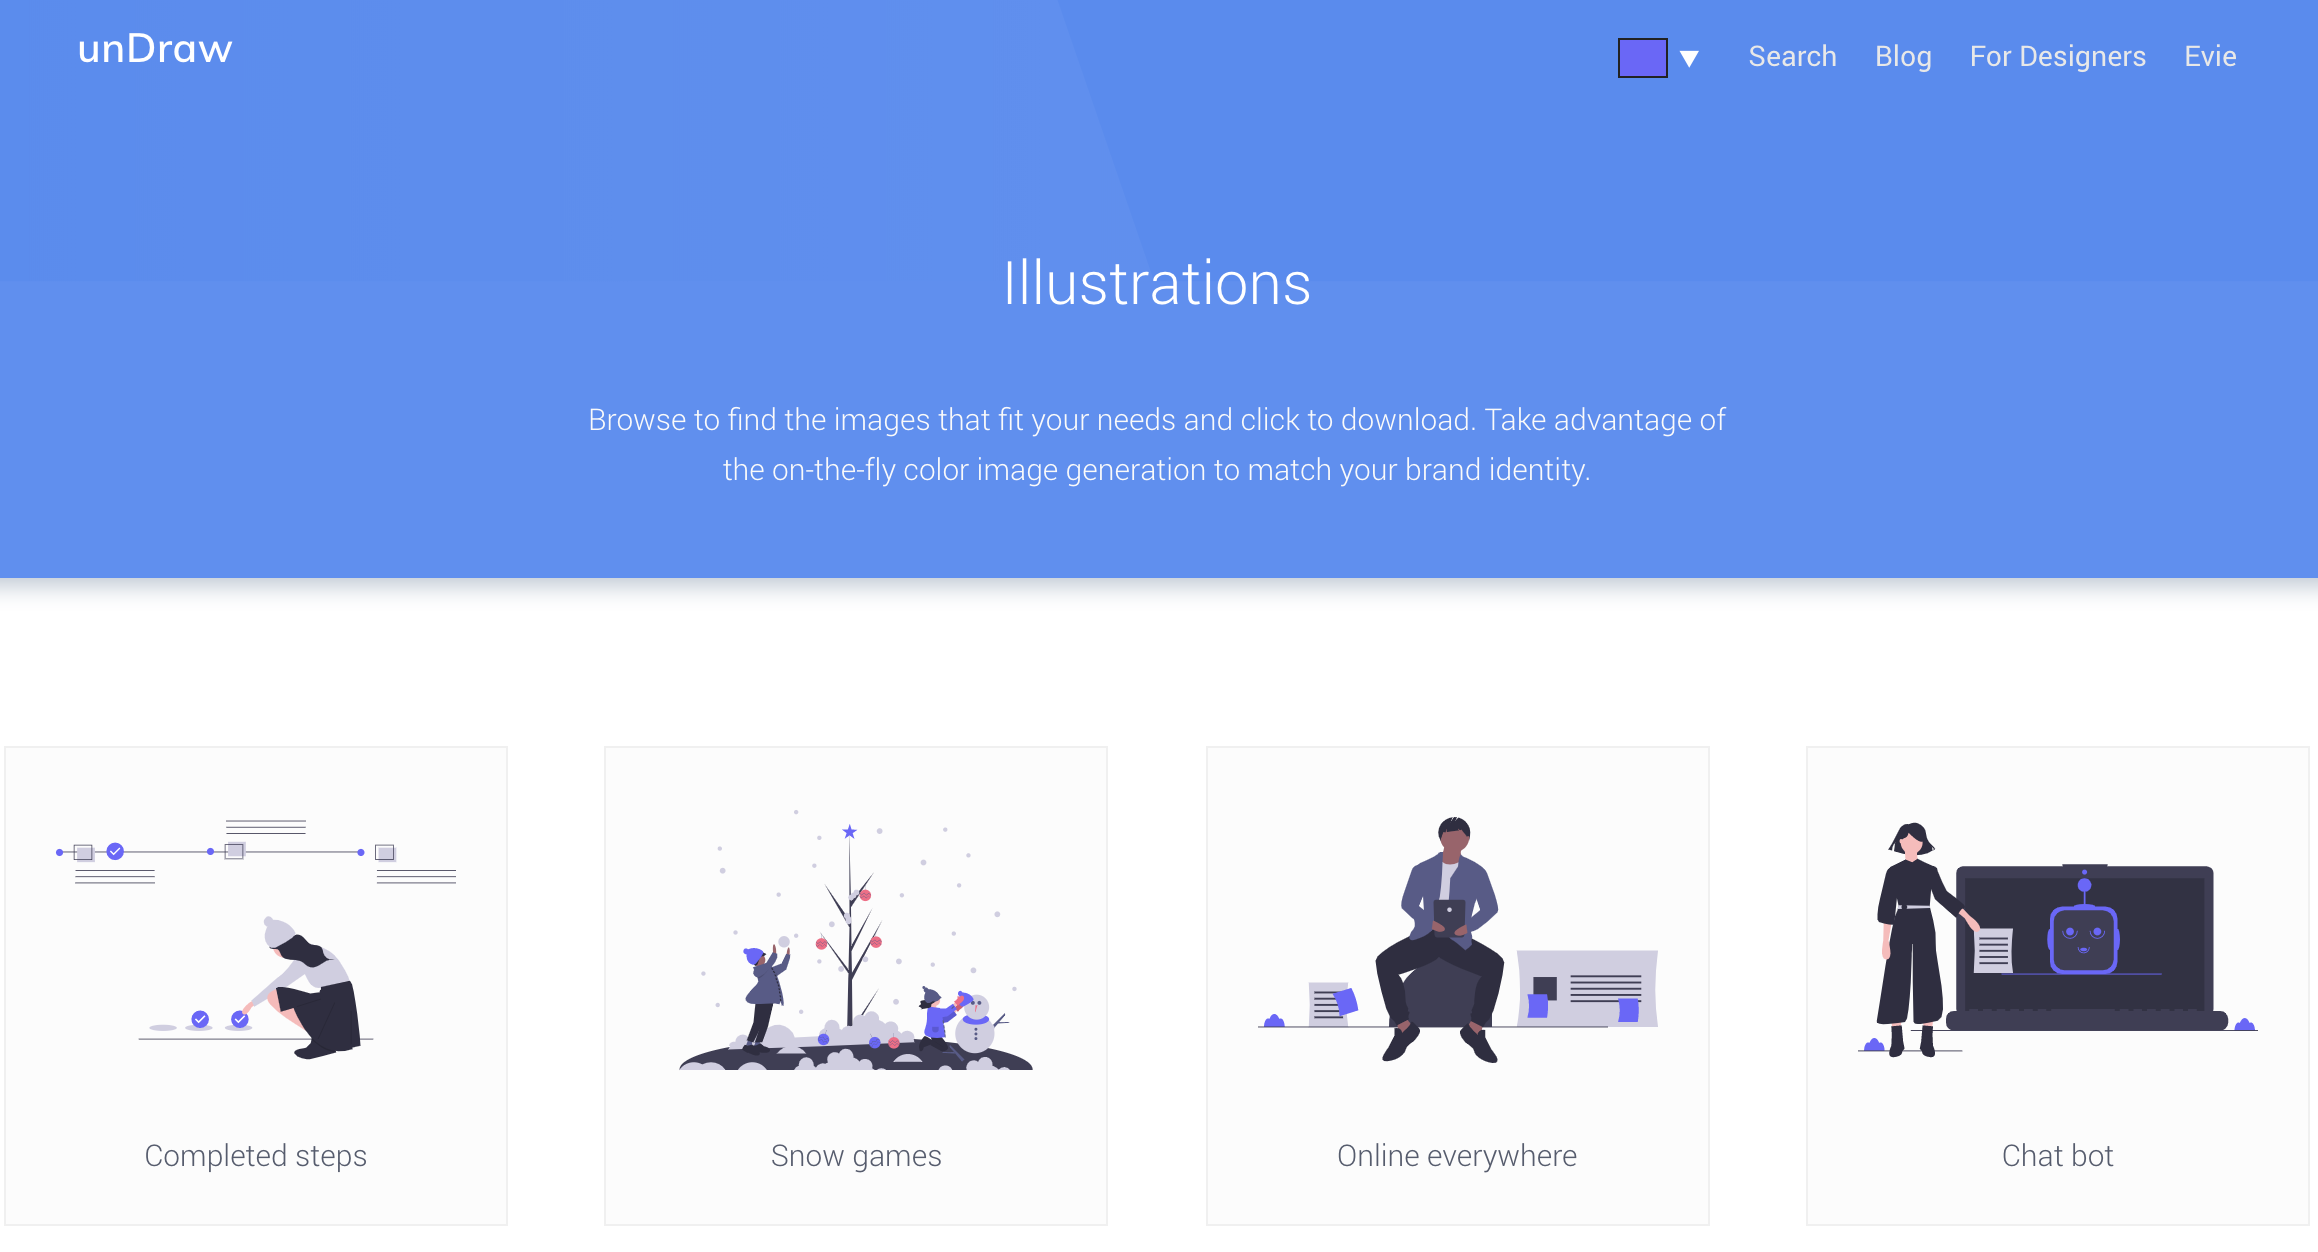 unDraw
Search
Blog
For Designers
Evie
Illustrations
Browse to find the images that fit your needs and click to download. Take advantage of
the on-the-fly color image generation to match your brand identity.
Completed steps
Snow games
Online everywhere
Chat bot